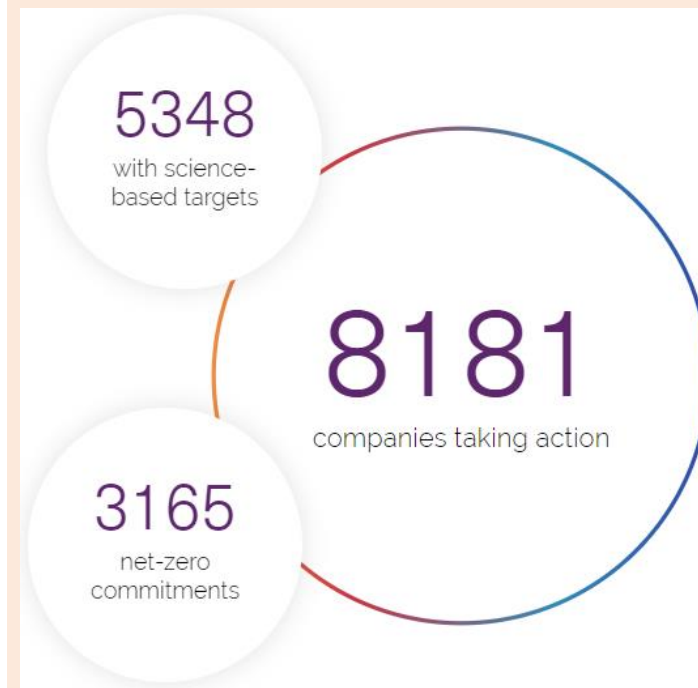 5348
with science-
based targets
8181
companies taking action
3165
net-zero
commitments